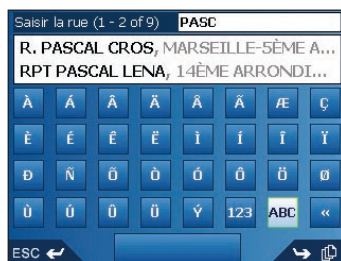 Saisir la rue (1 - 2 of 9) PASC
R. PASCAL CROS, MARSEILLE-5ÈME A...
RPT PASCAL LENA, 14ÈME ARRONDI...
À Á Â Ä Å Ã Æ Ç
È É Ê Ë Ì Í Î Ï
Ð Ñ Õ Ò Ó Ô Ö Ø
Ù Ú Û Ü Ý 123 ABC «
ESC